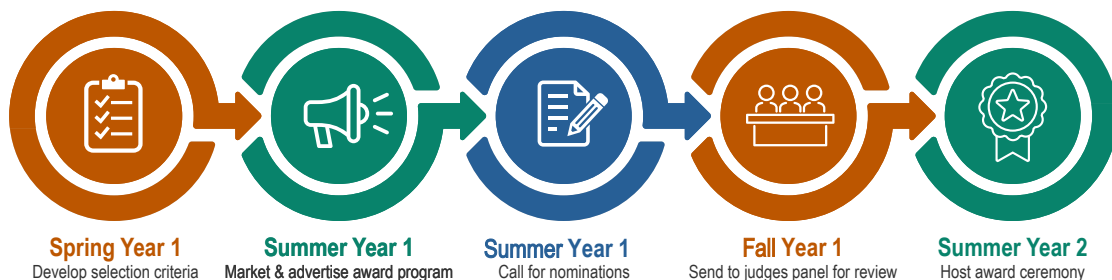 Spring Year 1
Develop selection criteria
Summer Year 1
Market & advertise award program
Summer Year 1
Call for nominations
Fall Year 1
Send to judges panel for review
Summer Year 2
Host award ceremony